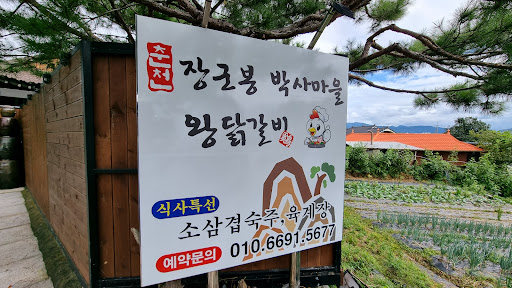 춘천
장군봉 박사마을
왕닭갈비
식사특선
소삼겹숙주, 육계장
예약문의 010.6691.5677